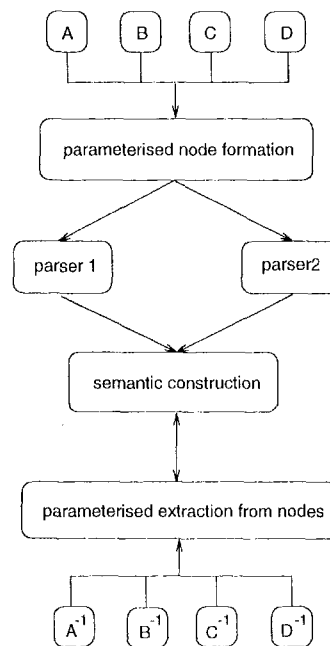 A B C D
parameterised node formation
parser 1 parser2
semantic construction
parameterised extraction from nodes
A⁻¹ B⁻¹ C⁻¹ D⁻¹